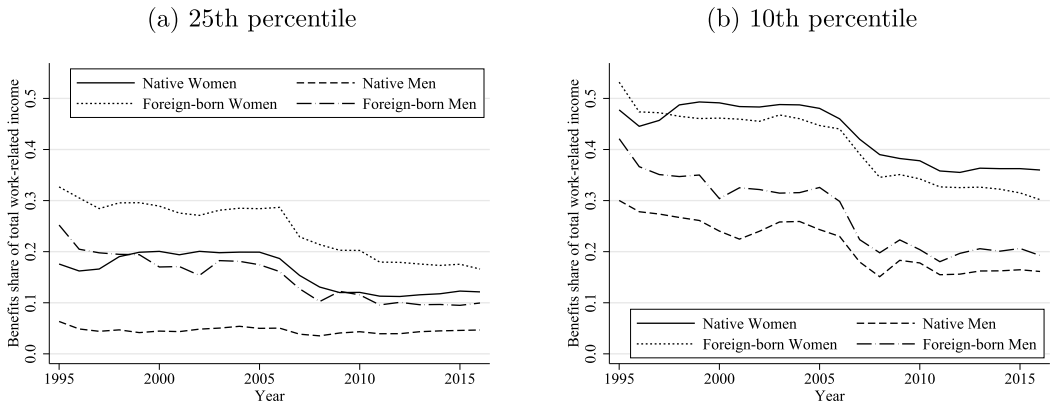 (a) 25th percentile
Native Women
Native Men
Foreign-born Women
Foreign-born Men
Benefits share of total work-related income
0.5
0.4
0.3
0.2
0.1
0.0
1995 2000 2005 2010 2015
Year
(b) 10th percentile
Benefits share of total work-related income
0.5
0.4
0.3
0.2
0.1
0.0
Native Women
Native Men
Foreign-born Women
Foreign-born Men
1995 2000 2005 2010 2015
Year